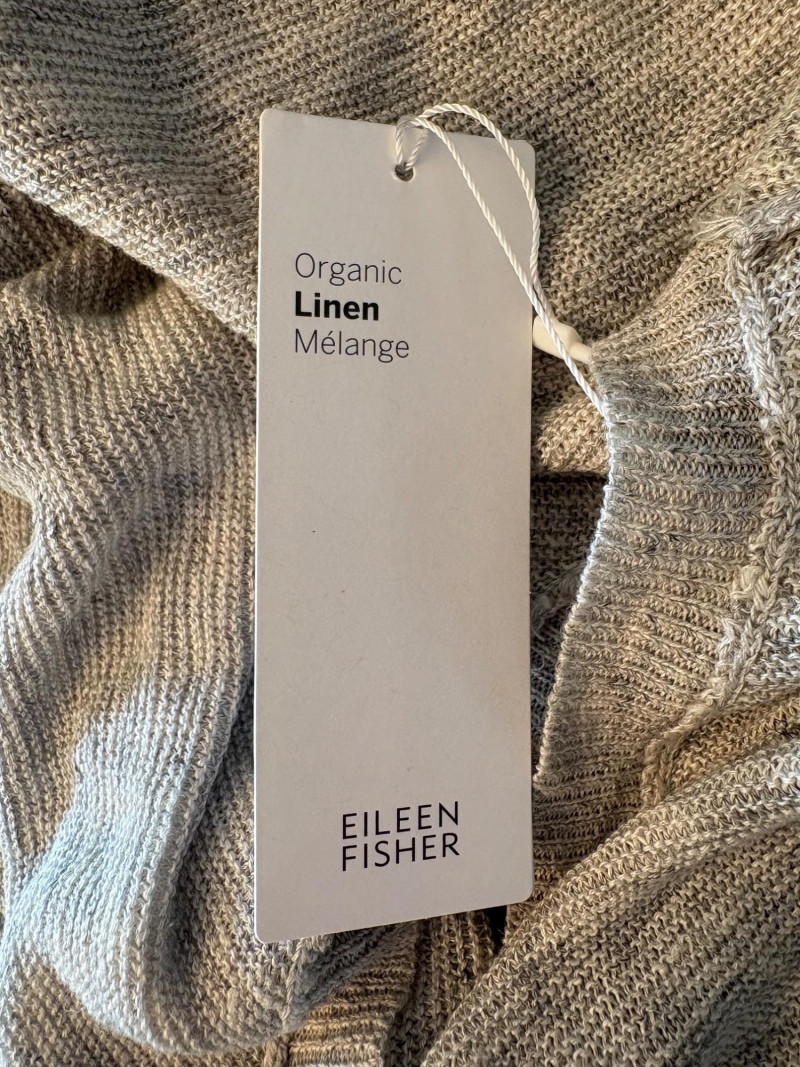 Organic
Linen
Mélange
EILEEN
FISHER